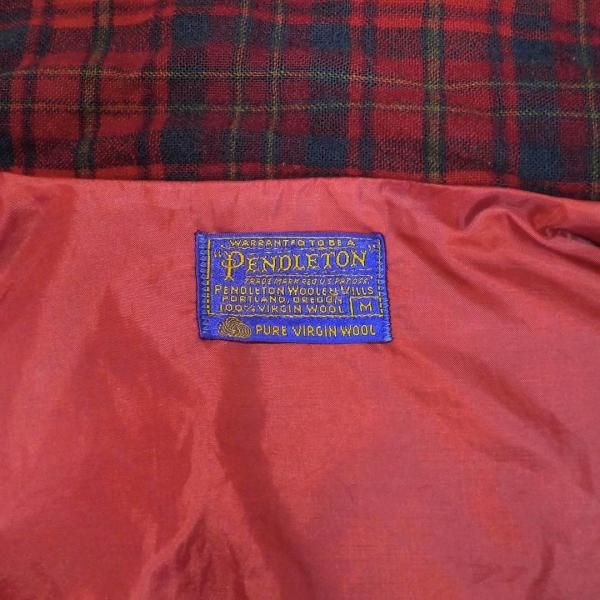 WARRANTED TO BE A
"PENDLETON"
TRADE MARK REG U.S. PAT. OFF.
PENDLETON WOOLEN MILLS
PORTLAND, OREGON
100% VIRGIN WOOL M
PURE VIRGIN WOOL